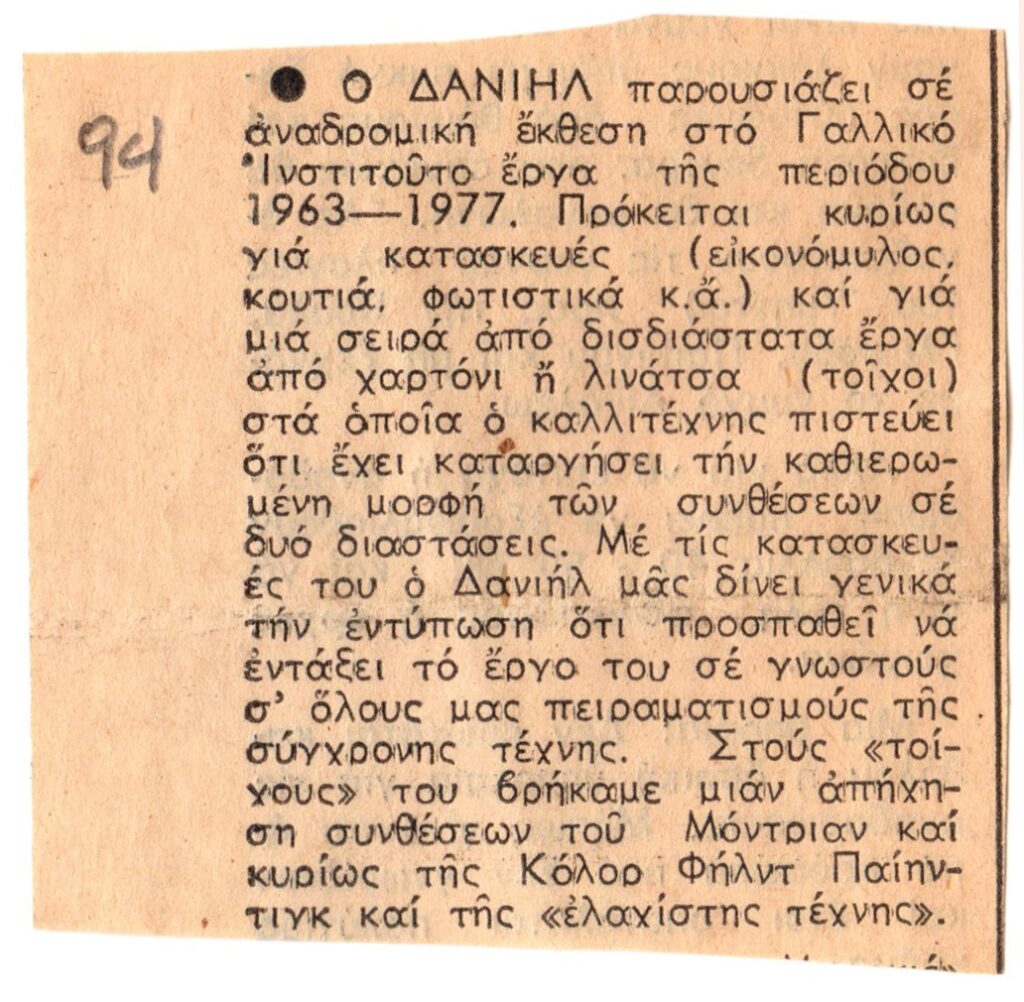 94
● Ο ΔΑΝΙΗΛ παρουσιάζει σέ
ἀναδρομική ἔκθεση στό Γαλλικό
Ἰνστιτοῦτο ἔργα τῆς περιόδου
1963—1977. Πρόκειται κυρίως
γιά κατασκευές (εἰκονόμυλος,
κουτιά, φωτιστικά κ.ἄ.) καί γιά
μιά σειρά ἀπό δισδιάστατα ἔργα
ἀπό χαρτόνι ἤ λινάτσα (τοῖχοι)
στά ὁποῖα ὁ καλλιτέχνης πιστεύει
ὅτι ἔχει καταργήσει τήν καθιερω-
μένη μορφή τῶν συνθέσεων σέ
δυό διαστάσεις. Μέ τίς κατασκευ-
ές του ὁ Δανιήλ μᾶς δίνει γενικά
τήν ἐντύπωση ὅτι προσπαθεῖ νά
ἐντάξει τό ἔργο του σέ γνωστούς
σ' ὅλους μας πειραματισμούς τῆς
σύγχρονης τέχνης. Στούς «τοί-
χους» του βρήκαμε μιάν ἀπήχη-
ση συνθέσεων τοῦ Μόντριαν καί
κυρίως τῆς Κόλορ Φήλντ Παίην-
τιγκ καί τῆς «ἐλαχίστης τέχνης».